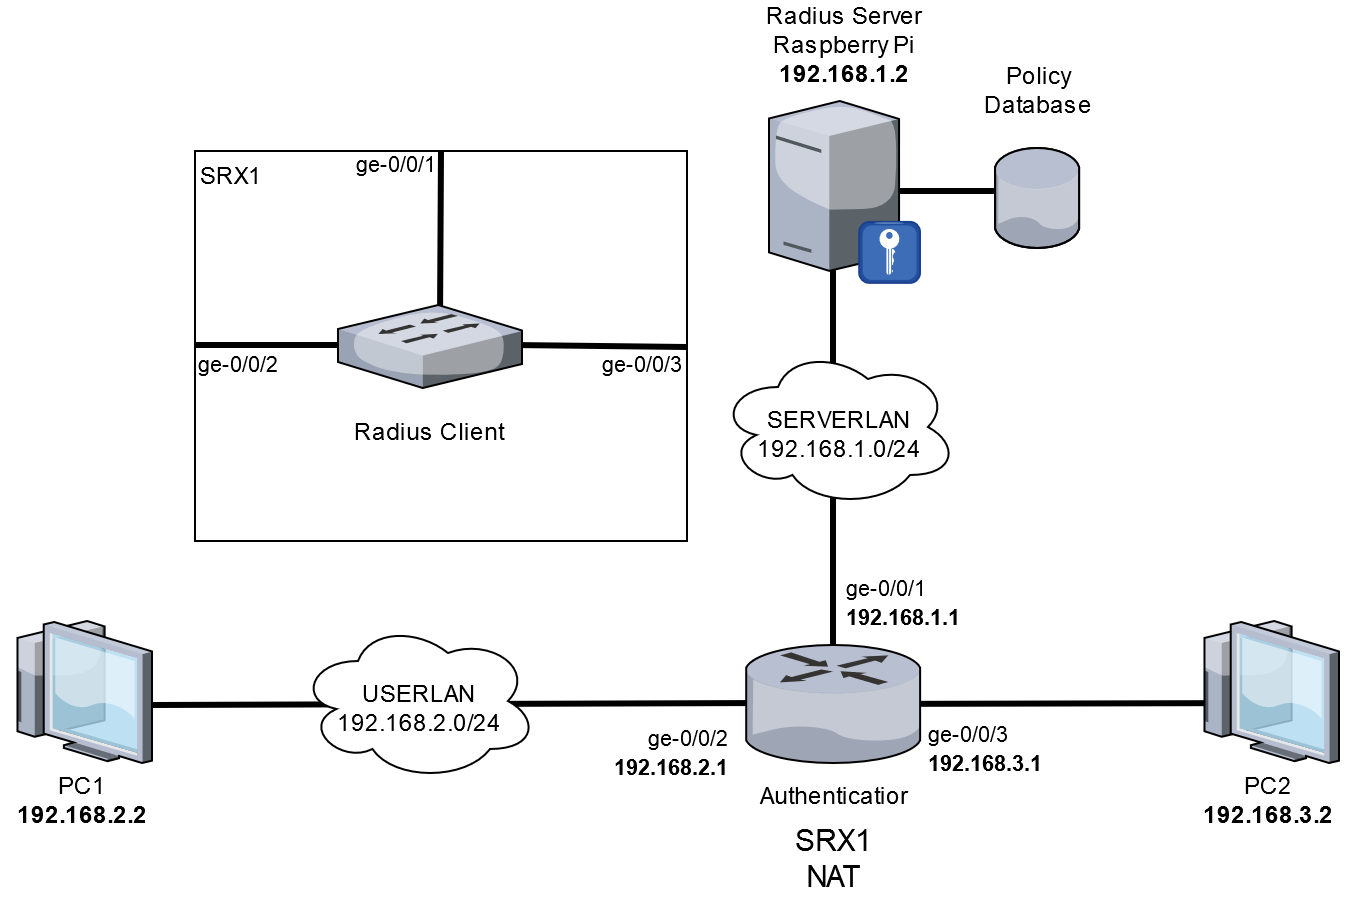 Radius Server
Raspberry Pi
192.168.1.2
Policy
Database
ge-0/0/1
SRX1
ge-0/0/2
ge-0/0/3
Radius Client
SERVERLAN
192.168.1.0/24
ge-0/0/1
192.168.1.1
USERLAN
192.168.2.0/24
ge-0/0/2
192.168.2.1
ge-0/0/3
192.168.3.1
PC1
192.168.2.2
Authenticatior
SRX1
NAT
PC2
192.168.3.2